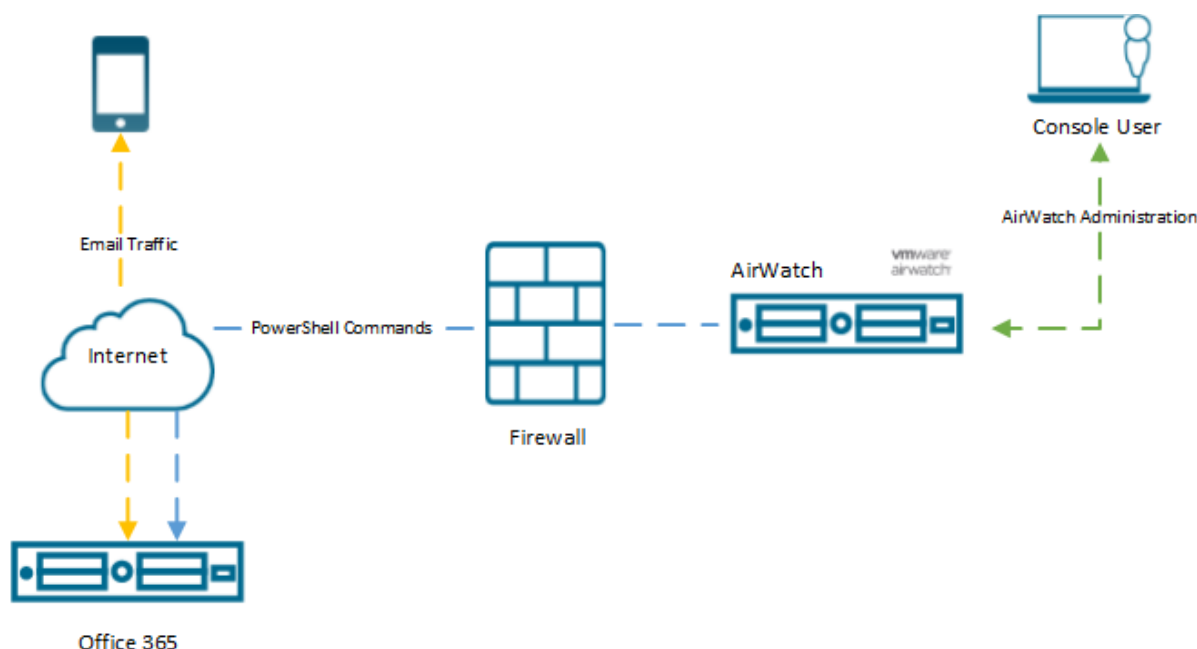 Console User
AirWatch Administration
Email Traffic
vmware
airwatch
AirWatch
PowerShell Commands
Internet
Firewall
Office 365